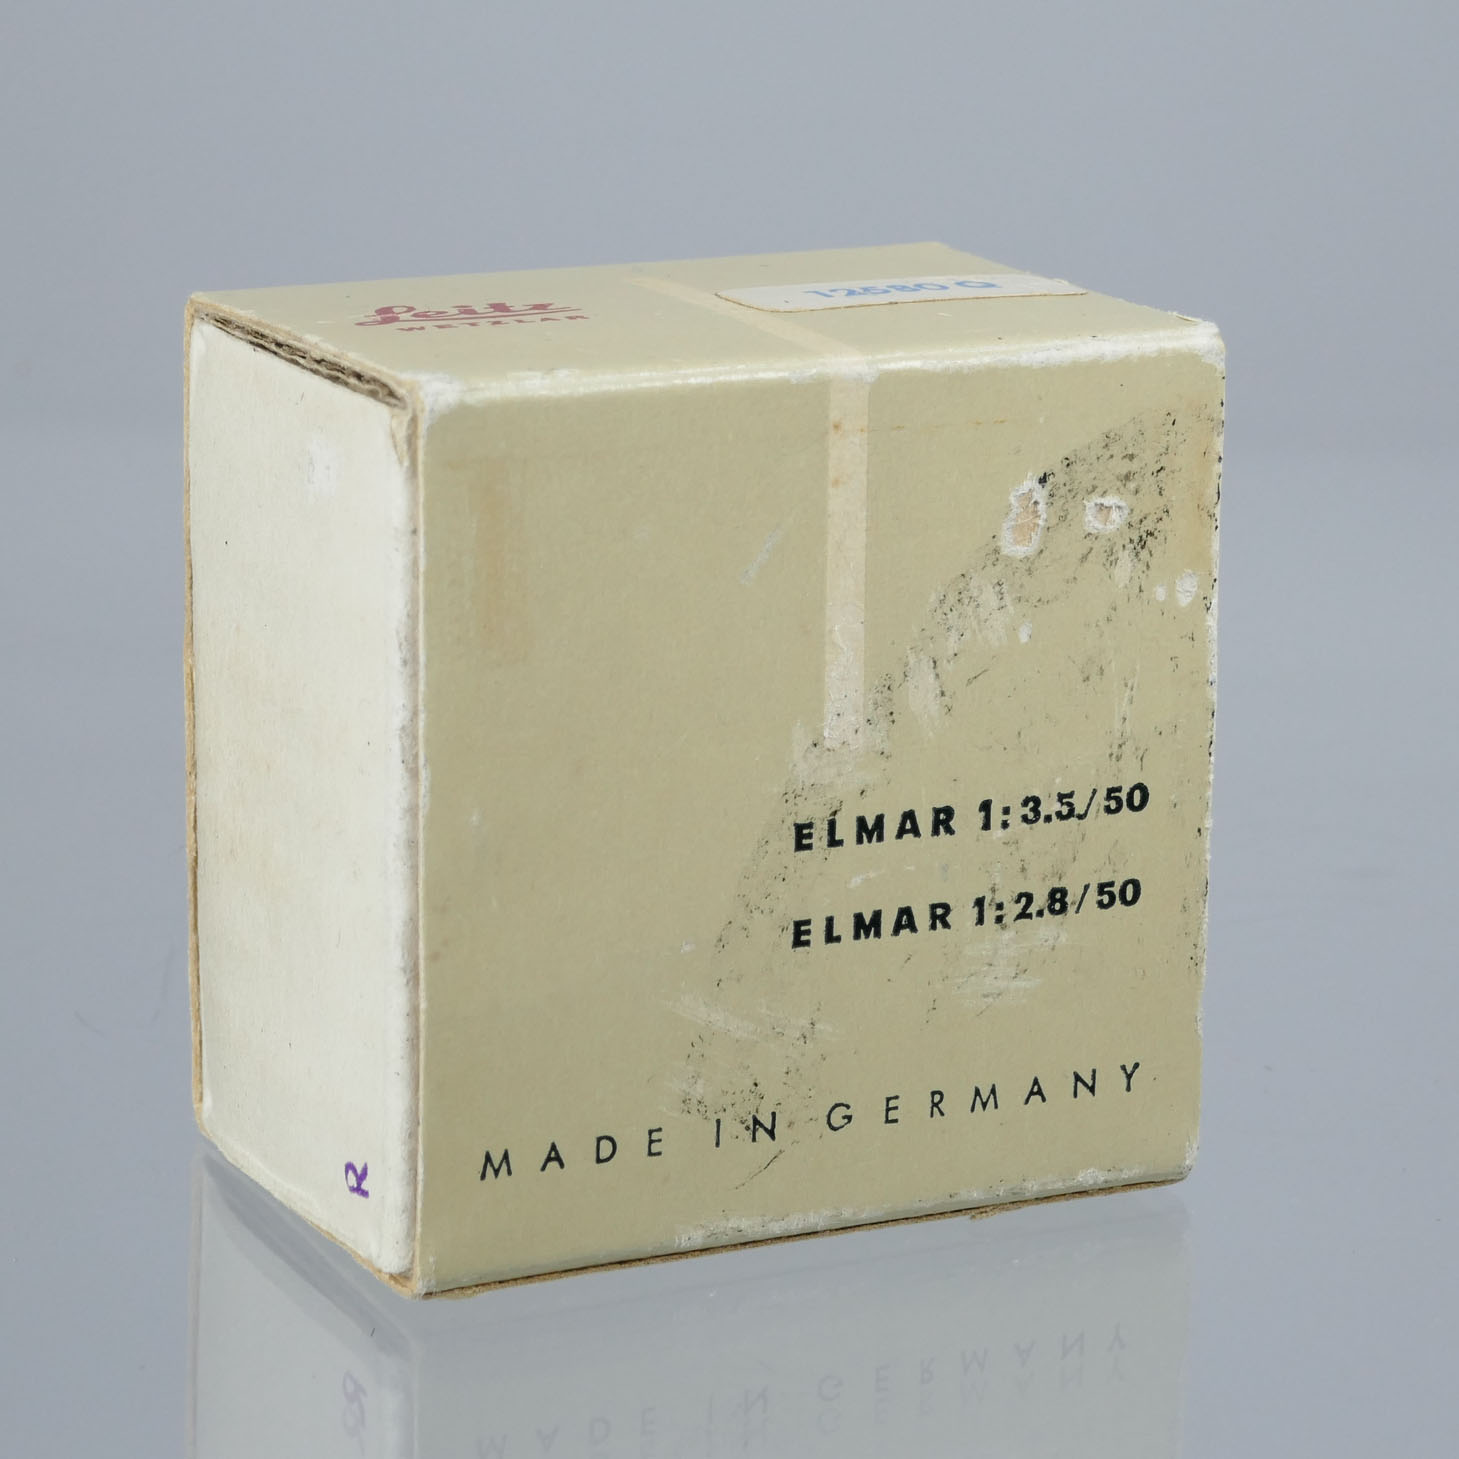 Leitz
WETZLAR
12580 Q
ELMAR 1:3.5/50
ELMAR 1:2.8/50
MADE IN GERMANY
R